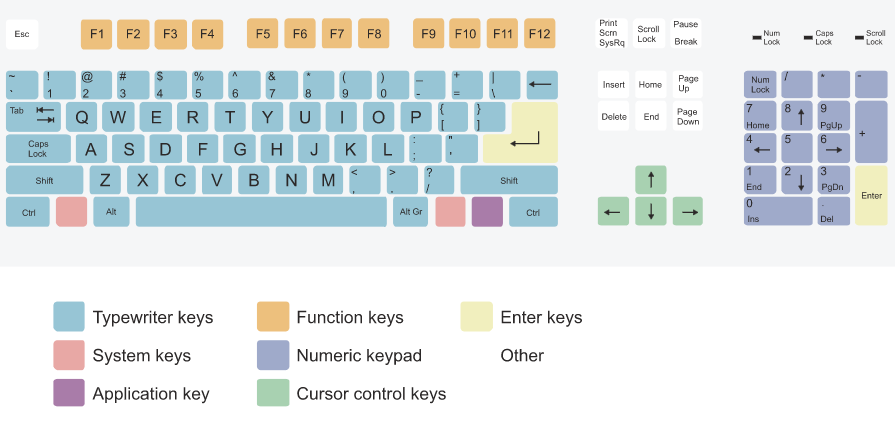 Esc F1 F2 F3 F4 F5 F6 F7 F8 F9 F10 F11 F12
Print
Scrn
SysRq
Scroll
Lock
Pause
Break
Num
Lock
Caps
Lock
Scroll
Lock
~ ! @ # $ % ^ & * ( ) _ + |
` 1 2 3 4 5 6 7 8 9 0 - = \
Insert Home Page
Up
Num
Lock
/ * -
Tab Q W E R T Y U I O P { }
[ ]
Delete End Page
Down
7 8 9 +
Home PgUp
Caps
Lock
A S D F G H J K L : "
; '
4 5 6
Shift Z X C V B N M < > ? Shift
, . /
1 2 3 Enter
End PgDn
Ctrl Alt Alt Gr Ctrl
0 .
Ins Del
Typewriter keys Function keys Enter keys
System keys Numeric keypad Other
Application key Cursor control keys